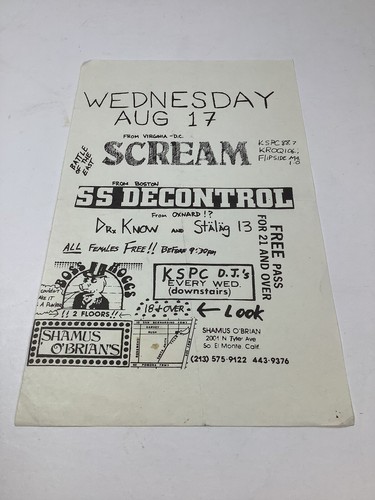 WEDNESDAY
AUG 17
FROM VIRGINIA - D.C.
BATTLE
OF THE
EAST
SCREAM
KSPC 88.7
KROQ 106.
FLIPSIDE
FROM BOSTON
SS DECONTROL
From OXNARD!?
DR. KNOW AND STÄLÄG 13
ALL FEMALES FREE!! BEFORE 9:30PM
FREE PASS
FOR 21 AND OVER
BOSS HOGGS
!! 2 FLOORS!!
KSPC D.J.'s
EVERY WED.
(downstairs)
18 + OVER
← LOOK
SHAMUS
O'BRIAN'S
SHAMUS O'BRIAN
2001 N Tyler Ave
So. El Monte. Calif.
(213) 575-9122 443-9376